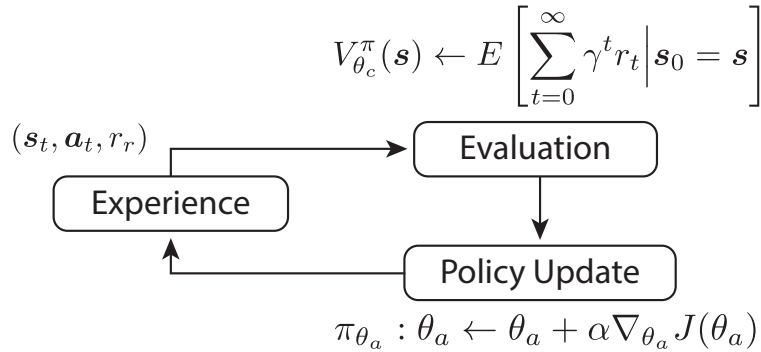 V^π_{θ_c}(s) ← E [∑_{t=0}^{∞} γ^t r_t | s_0 = s]
(s_t, a_t, r_r)
Evaluation
Experience
Policy Update
π_{θ_a} : θ_a ← θ_a + α∇_{θ_a} J(θ_a)